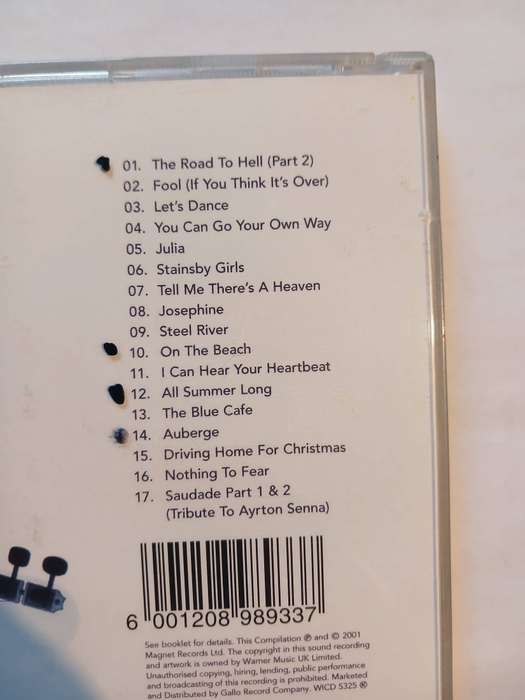 01. The Road To Hell (Part 2)
02. Fool (If You Think It's Over)
03. Let's Dance
04. You Can Go Your Own Way
05. Julia
06. Stainsby Girls
07. Tell Me There's A Heaven
08. Josephine
09. Steel River
10. On The Beach
11. I Can Hear Your Heartbeat
12. All Summer Long
13. The Blue Cafe
14. Auberge
15. Driving Home For Christmas
16. Nothing To Fear
17. Saudade Part 1 & 2
(Tribute To Ayrton Senna)
6 001208 989337
See booklet for details. This Compilation ℗ and © 2001
Magnet Records Ltd. The copyright in this sound recording
and artwork is owned by Warner Music UK Limited.
Unauthorised copying, hiring, lending, public performance
and broadcasting of this recording is prohibited. Marketed
and Distributed by Gallo Record Company. WICD 5325 ®